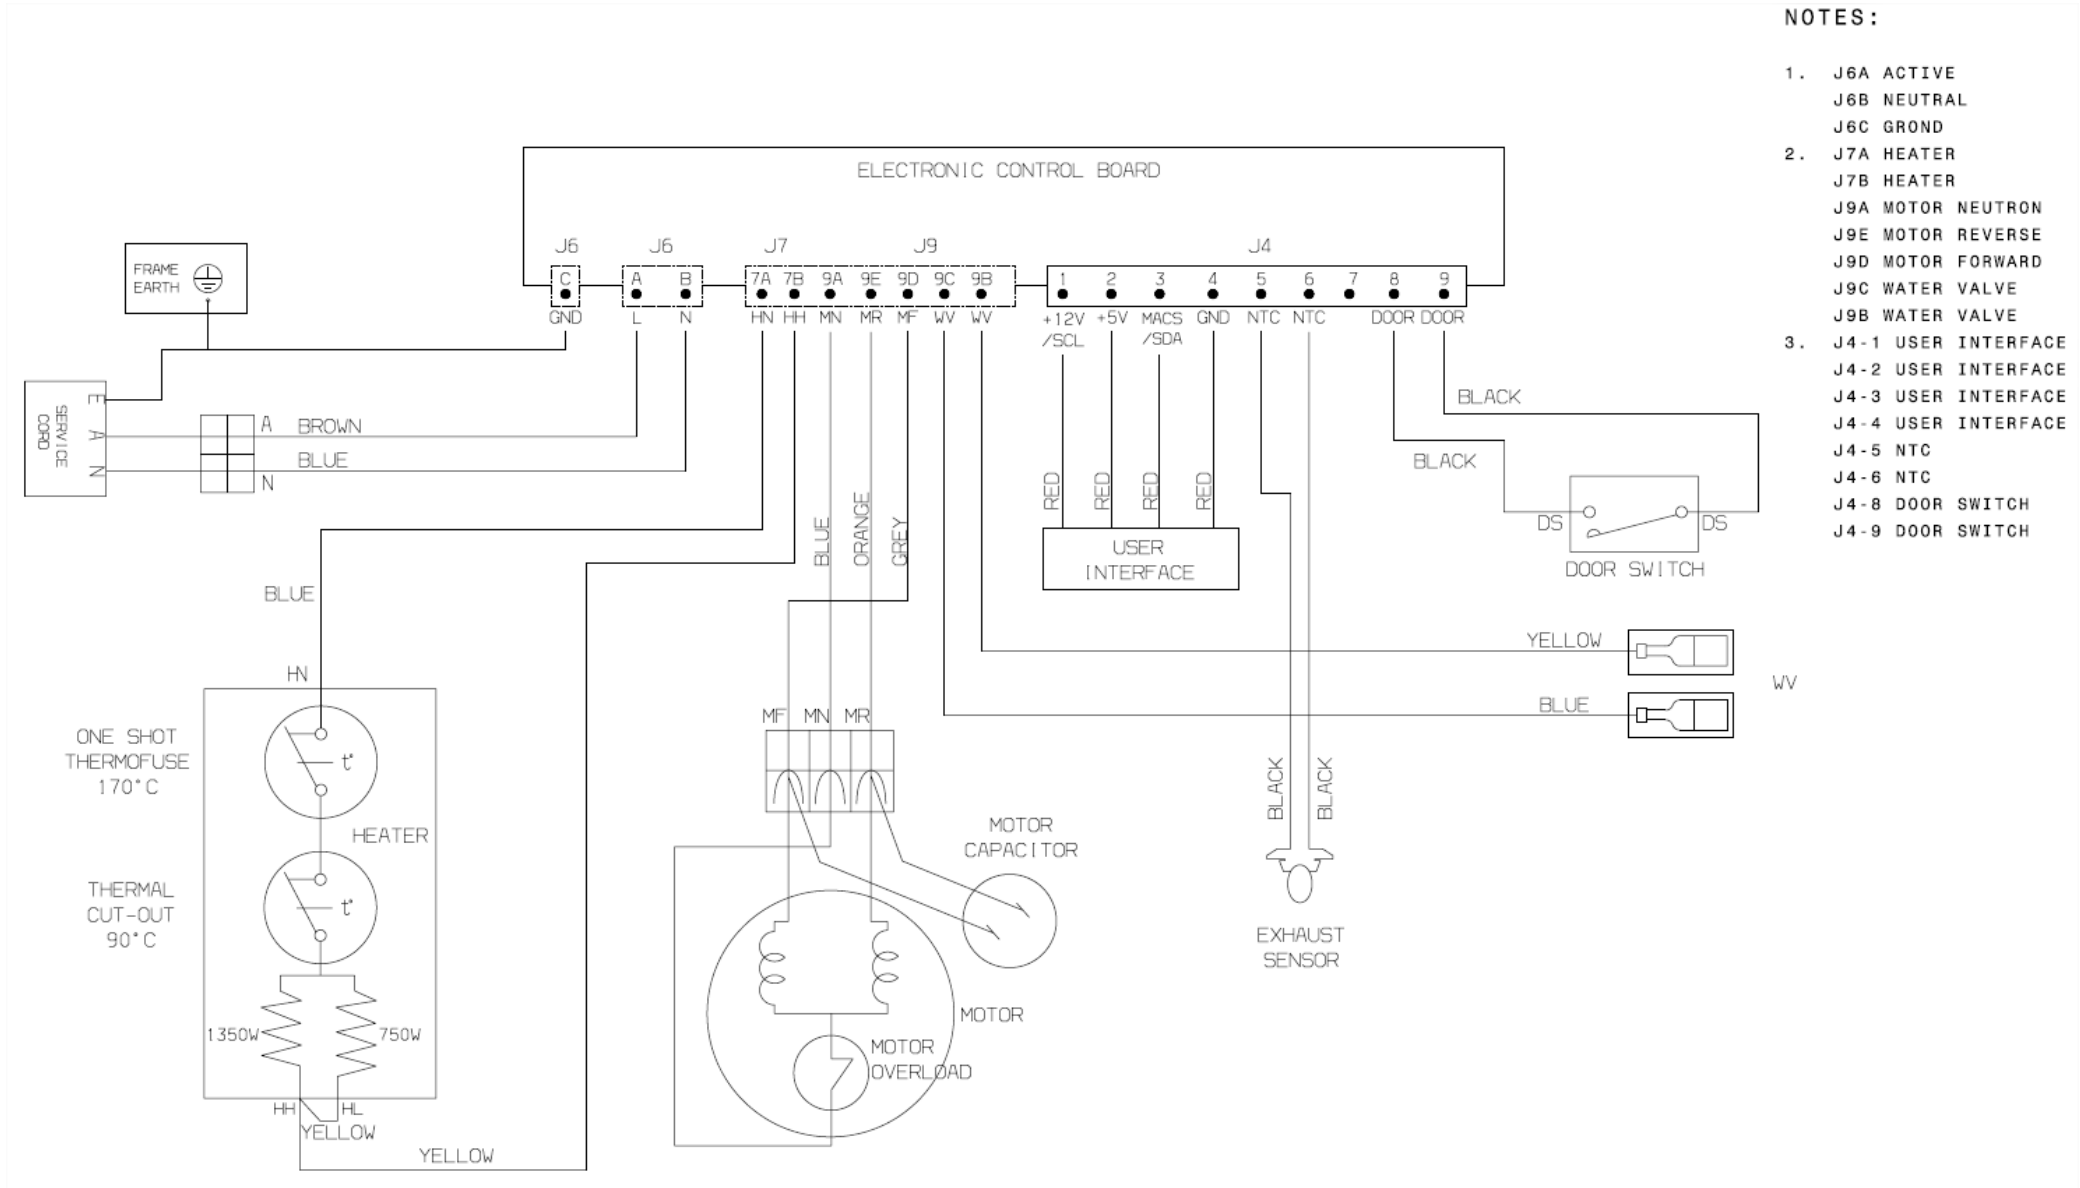 NOTES:
1. J6A ACTIVE
J6B NEUTRAL
J6C GROND
2. J7A HEATER
J7B HEATER
J9A MOTOR NEUTRON
J9E MOTOR REVERSE
J9D MOTOR FORWARD
J9C WATER VALVE
J9B WATER VALVE
3. J4-1 USER INTERFACE
J4-2 USER INTERFACE
J4-3 USER INTERFACE
J4-4 USER INTERFACE
J4-5 NTC
J4-6 NTC
J4-8 DOOR SWITCH
J4-9 DOOR SWITCH
ELECTRONIC CONTROL BOARD
J6 J6 J7 J9 J4
C A B 7A 7B 9A 9E 9D 9C 9B 1 2 3 4 5 6 7 8 9
GND L N HN HH MN MR MF WV WV +12V +5V MACS GND NTC NTC DOOR DOOR
/SCL /SDA
FRAME
EARTH
SERVICE
CORD
E
A
N
A BROWN
BLUE
N
BLACK
BLACK
DS DS
DOOR SWITCH
RED RED RED RED
USER
INTERFACE
BLUE ORANGE GREY
BLUE
HN
YELLOW
WV
BLUE
ONE SHOT
THERMOFUSE
170°C
t°
HEATER
THERMAL
CUT-OUT
90°C
t°
1350W 750W
HH HL
YELLOW
YELLOW
MF MN MR
MOTOR
CAPACITOR
MOTOR
MOTOR
OVERLOAD
BLACK BLACK
EXHAUST
SENSOR